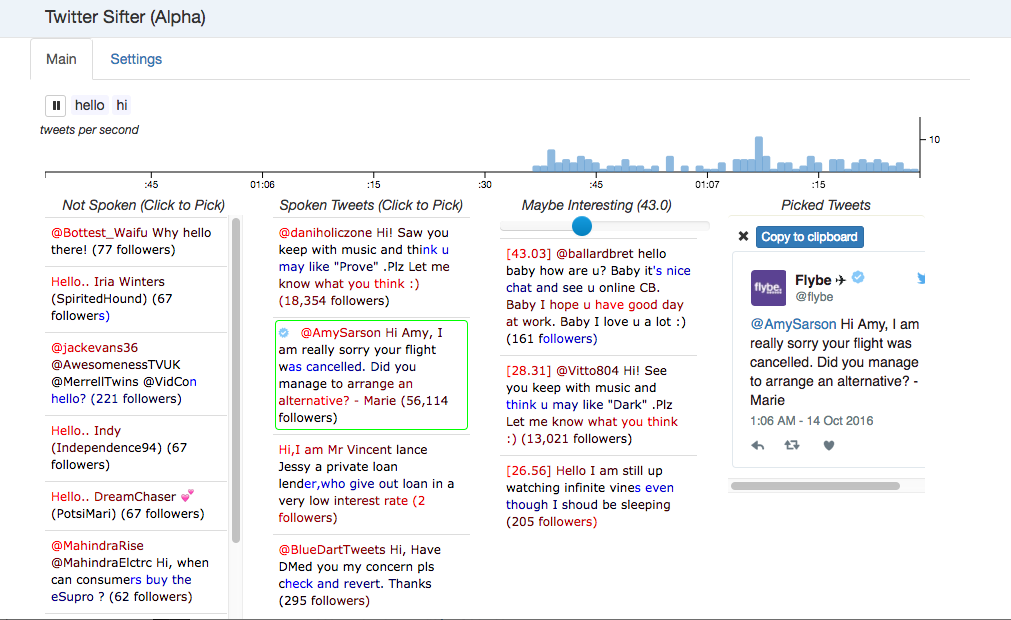 Twitter Sifter (Alpha)
Main
Settings
hello hi
tweets per second
10
:45
01:06
:15
:30
:45
01:07
:15
Not Spoken (Click to Pick)
@Bottest_Waifu Why hello
there! (77 followers)
Hello.. Iria Winters
(SpiritedHound) (67
followers)
@jackevans36
@AwesomenessTVUK
@MerrellTwins @VidCon
hello? (221 followers)
Hello.. Indy
(Independence94) (67
followers)
Hello.. DreamChaser 💕
(PotsiMari) (67 followers)
@MahindraRise
@MahindraElctrc Hi, when
can consumers buy the
eSupro ? (62 followers)
Spoken Tweets (Click to Pick)
@daniholiczone Hi! Saw you
keep with music and think u
may like "Prove" .Plz Let me
know what you think :)
(18,354 followers)
@AmySarson Hi Amy, I
am really sorry your flight
was cancelled. Did you
manage to arrange an
alternative? - Marie (56,114
followers)
Hi,I am Mr Vincent lance
Jessy a private loan
lender,who give out loan in a
very low interest rate (2
followers)
@BlueDartTweets Hi, Have
DMed you my concern pls
check and revert. Thanks
(295 followers)
Maybe Interesting (43.0)
[43.03] @ballardbret hello
baby how are u? Baby it's nice
chat and see u online CB.
Baby I hope u have good day
at work. Baby I love u a lot :)
(161 followers)
[28.31] @Vitto804 Hi! See
you keep with music and
think u may like "Dark" .Plz
Let me know what you think
:) (13,021 followers)
[26.56] Hello I am still up
watching infinite vines even
though I shoud be sleeping
(205 followers)
Picked Tweets
✖ Copy to clipboard
flybe.
Flybe ✈
@flybe
@AmySarson Hi Amy, I am
really sorry your flight was
cancelled. Did you manage
to arrange an alternative? -
Marie
1:06 AM - 14 Oct 2016